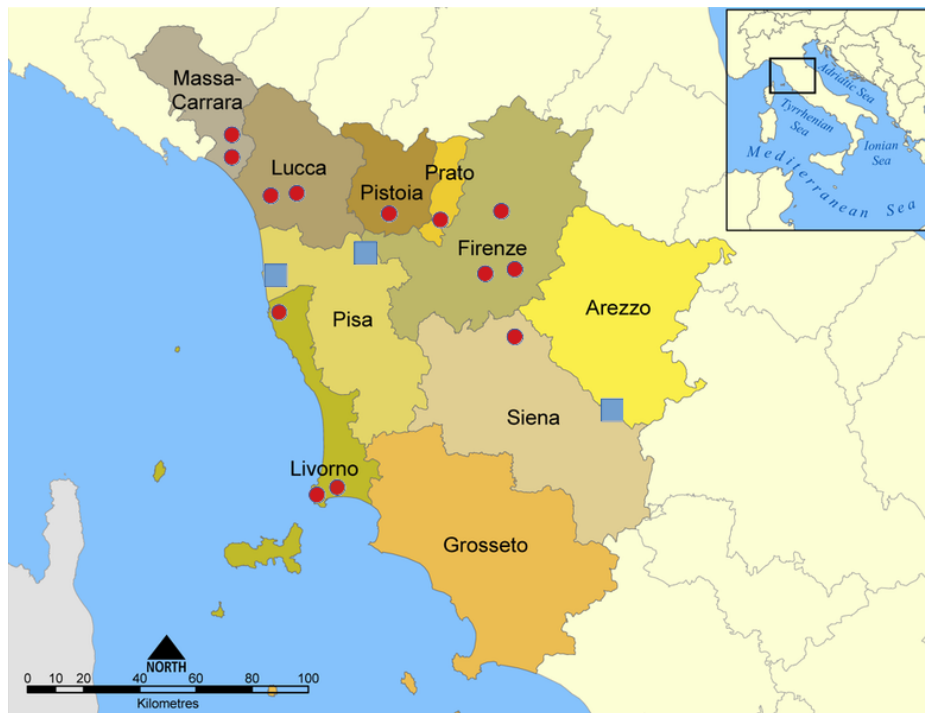 Massa-
Carrara
Lucca
Pistoia
Prato
Firenze
Arezzo
Pisa
Siena
Livorno
Grosseto
Adriatic Sea
Tyrrhenian
Sea
Ionian
Sea
Mediterranean Sea
NORTH
0 20 40 60 80 100
Kilometres